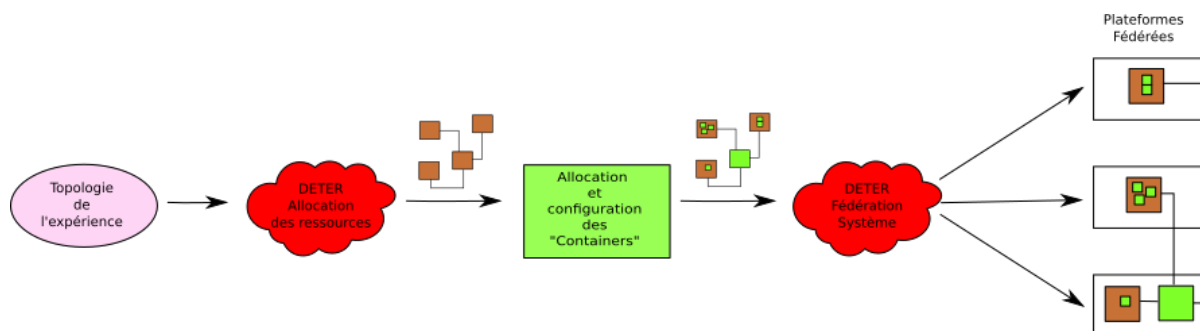 Topologie
de
l'expérience
DETER
Allocation
des ressources
Allocation
et
configuration
des
"Containers"
DETER
Fédération
Système
Plateformes
Fédérées